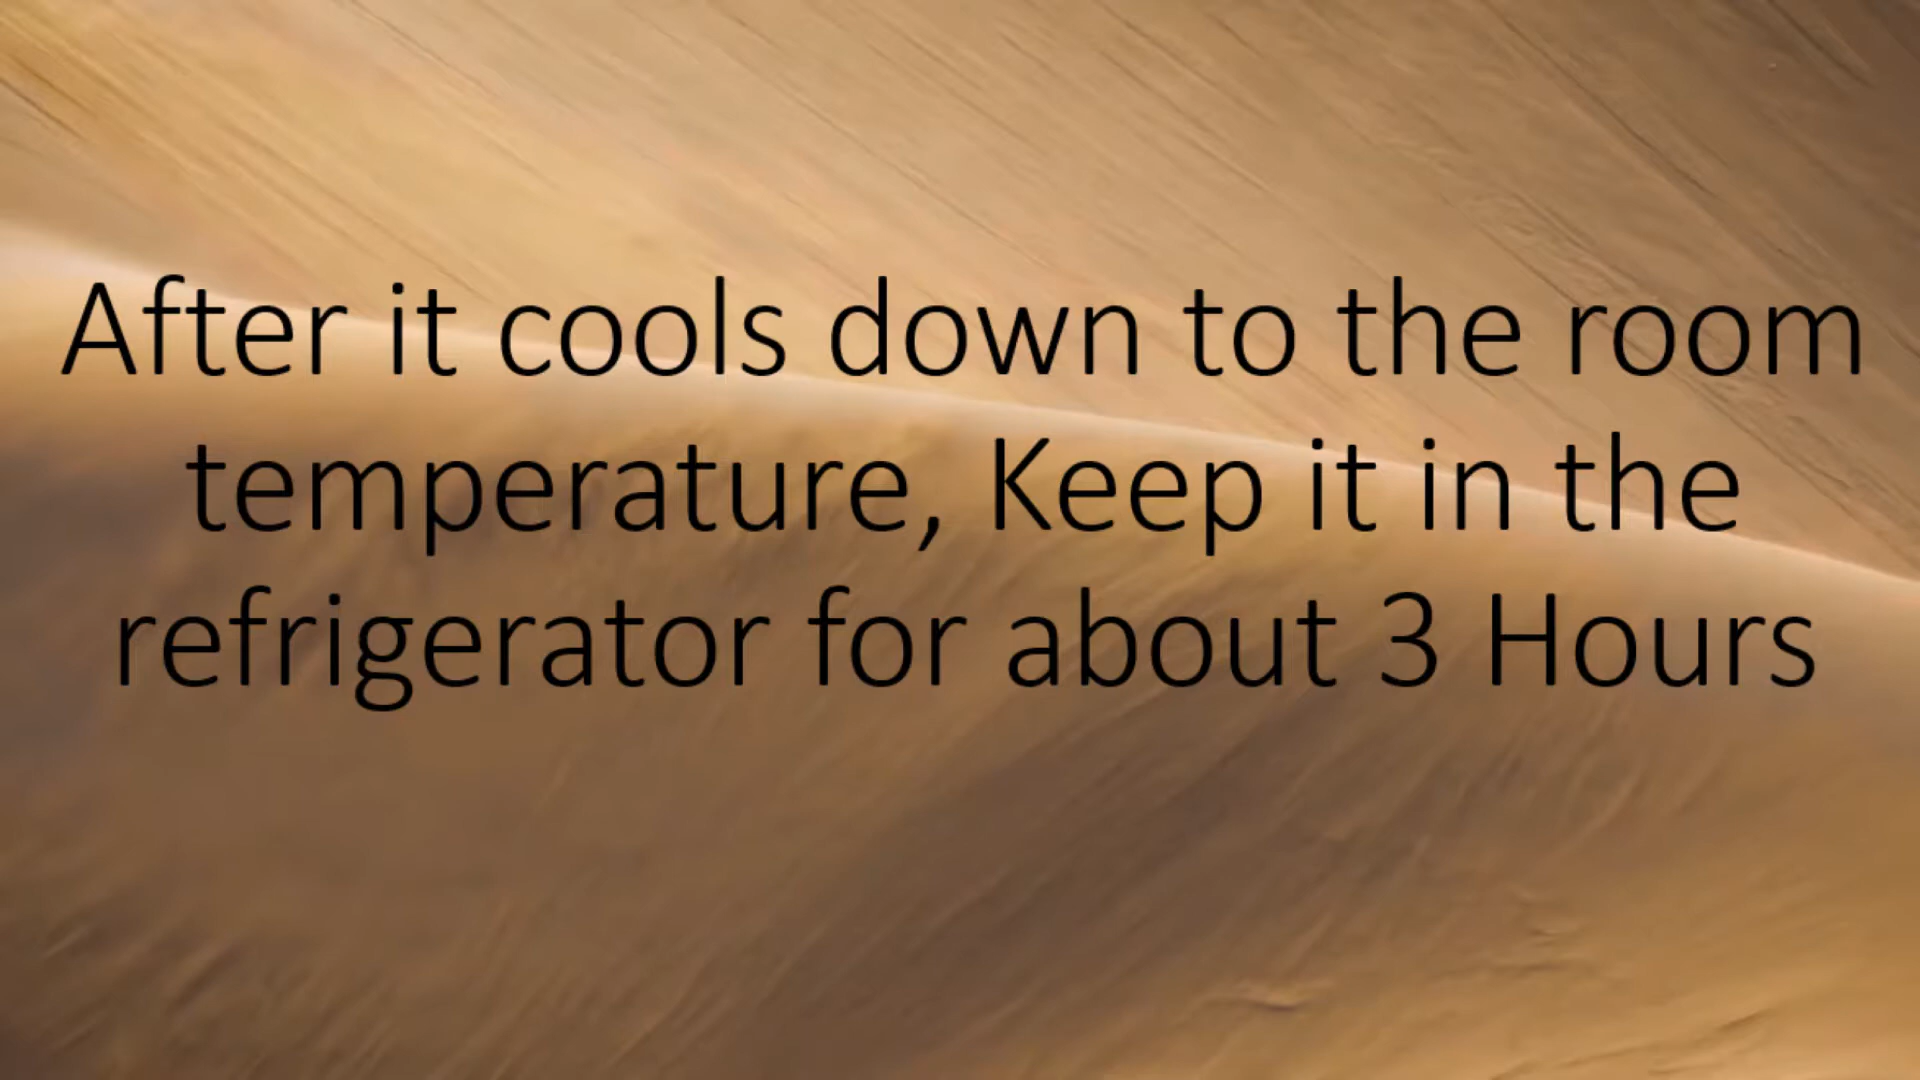 After it cools down to the room
temperature, Keep it in the
refrigerator for about 3 Hours